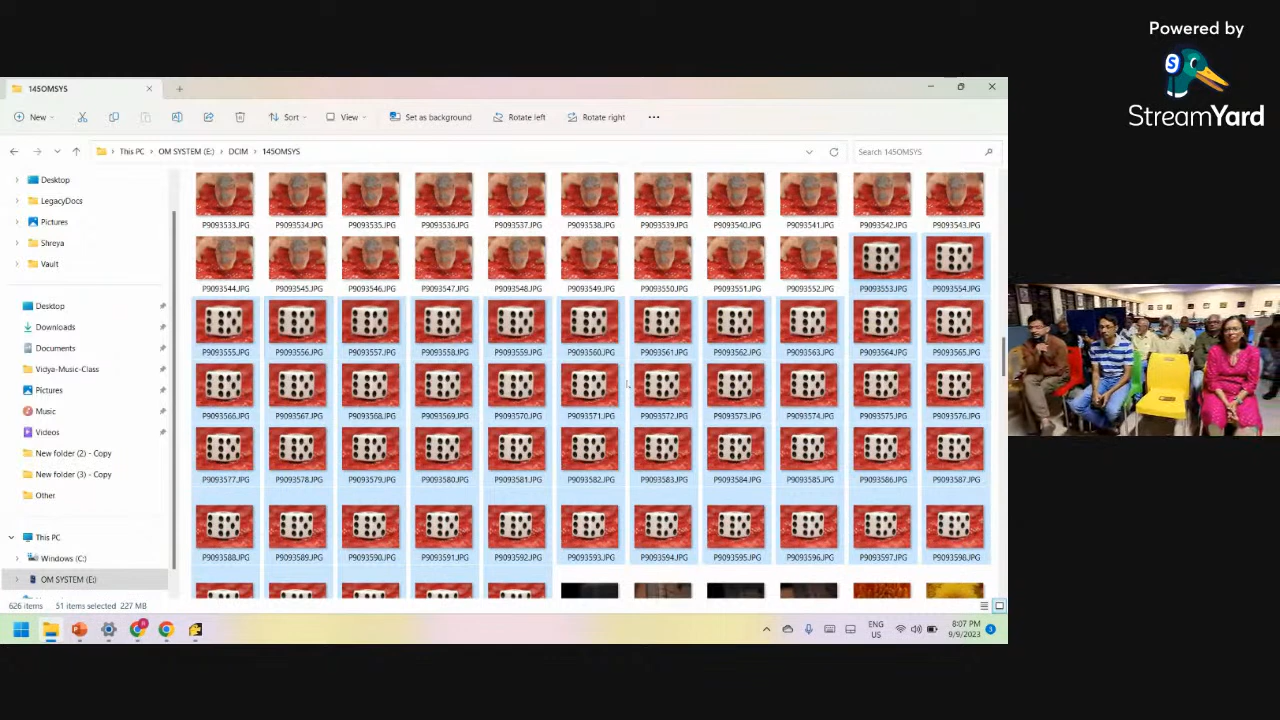 Powered by
StreamYard
145OMSYS
New
Sort
View
Set as background
Rotate left
Rotate right
This PC > OM SYSTEM (E:) > DCIM > 145OMSYS
Search 145OMSYS
Desktop
LegacyDocs
Pictures
Shreya
Vault
Desktop
Downloads
Documents
Vidya-Music-Class
Pictures
Music
Videos
New folder (2) - Copy
New folder (3) - Copy
Other
This PC
Windows (C:)
OM SYSTEM (E:)
P9093533.JPG P9093534.JPG P9093535.JPG P9093536.JPG P9093537.JPG P9093538.JPG P9093539.JPG P9093540.JPG P9093541.JPG P9093542.JPG P9093543.JPG
P9093544.JPG P9093545.JPG P9093546.JPG P9093547.JPG P9093548.JPG P9093549.JPG P9093550.JPG P9093551.JPG P9093552.JPG P9093553.JPG P9093554.JPG
P9093555.JPG P9093556.JPG P9093557.JPG P9093558.JPG P9093559.JPG P9093560.JPG P9093561.JPG P9093562.JPG P9093563.JPG P9093564.JPG P9093565.JPG
P9093566.JPG P9093567.JPG P9093568.JPG P9093569.JPG P9093570.JPG P9093571.JPG P9093572.JPG P9093573.JPG P9093574.JPG P9093575.JPG P9093576.JPG
P9093577.JPG P9093578.JPG P9093579.JPG P9093580.JPG P9093581.JPG P9093582.JPG P9093583.JPG P9093584.JPG P9093585.JPG P9093586.JPG P9093587.JPG
P9093588.JPG P9093589.JPG P9093590.JPG P9093591.JPG P9093592.JPG P9093593.JPG P9093594.JPG P9093595.JPG P9093596.JPG P9093597.JPG P9093598.JPG
626 items 51 items selected 227 MB
ENG
US
8:07 PM
9/9/2023
3